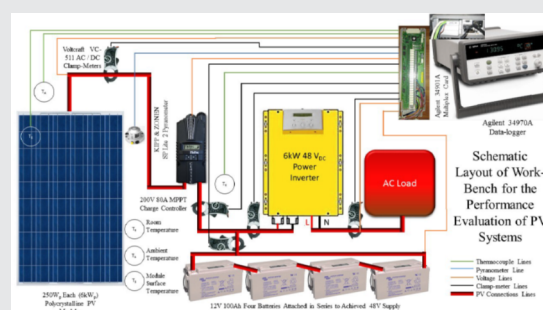 Voltcraft VC-
511 AC / DC
Clamp-Meters
KIPP & ZONEN
SP Lite 2 Pyranometer
200V 80A MPPT
Charge Controller
6kW 48 VDC
Power
Inverter
L
N
AC Load
Agilent 34901A
Multiplex Card
Agilent 34970A
Data-logger
Schematic
Layout of Work-
Bench for the
Performance
Evaluation of PV
Systems
Room
Temperature
Ambient
Temperature
Module
Surface
Temperature
Thermocouple Lines
Pyranometer Line
Voltage Lines
Clamp-meter Lines
PV Connections Lines
250Wp Each (6kWp)
Polycrystalline PV
12V 100Ah Four Batteries Attached in Series to Achieved 48V Supply